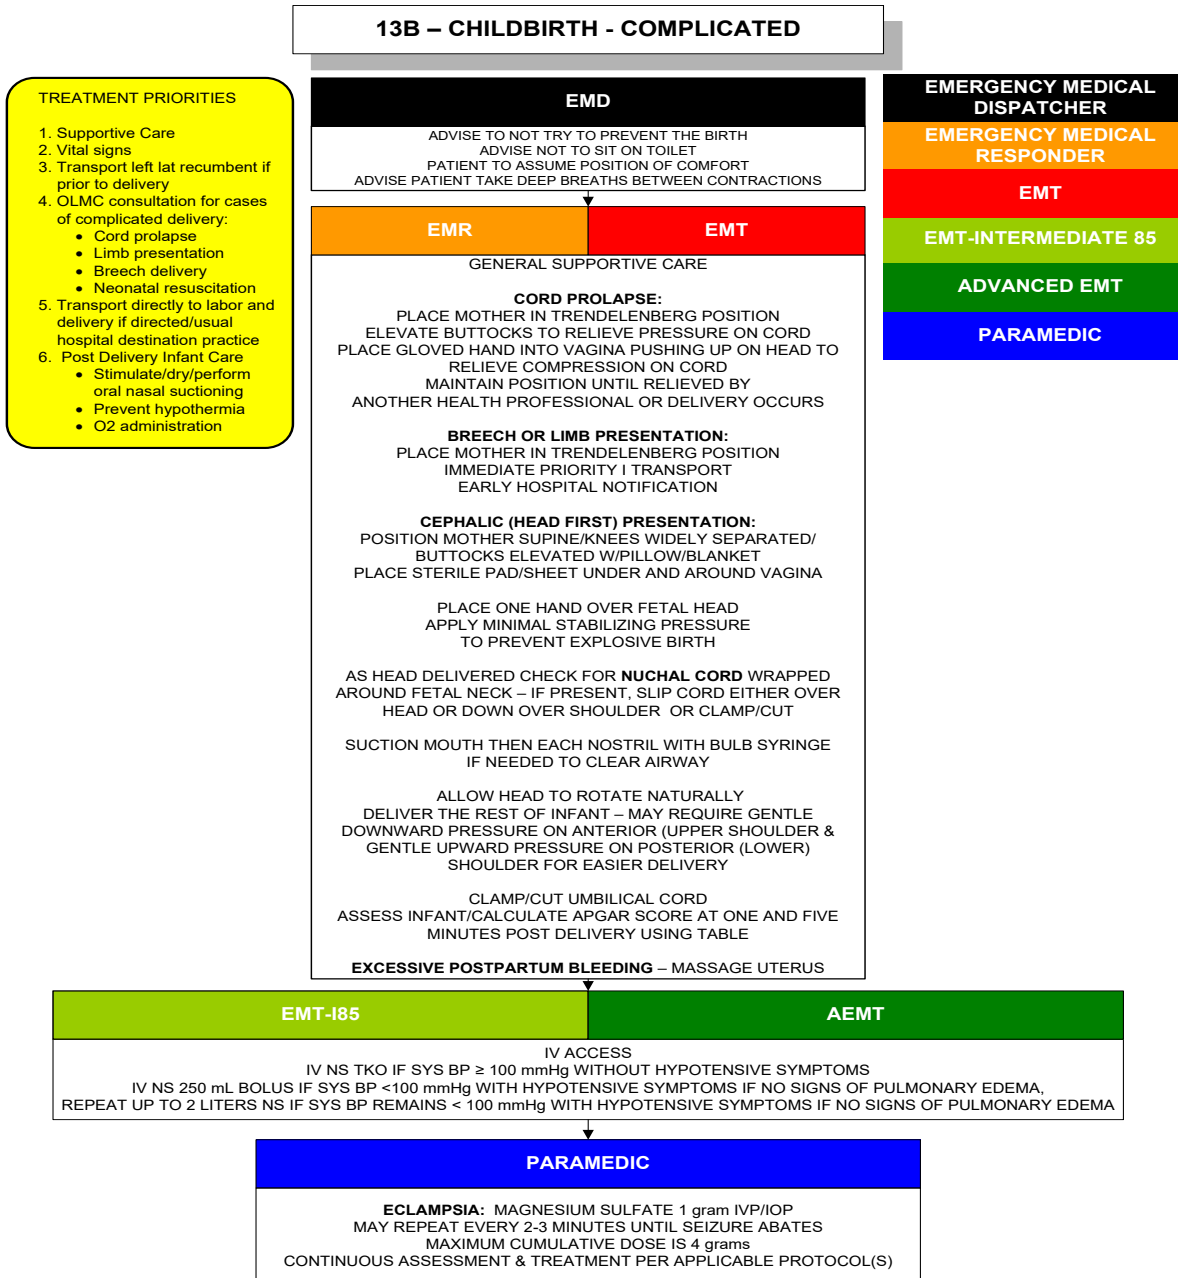 13B – CHILDBIRTH - COMPLICATED
TREATMENT PRIORITIES
1. Supportive Care
2. Vital signs
3. Transport left lat recumbent if
prior to delivery
4. OLMC consultation for cases
of complicated delivery:
• Cord prolapse
• Limb presentation
• Breech delivery
• Neonatal resuscitation
5. Transport directly to labor and
delivery if directed/usual
hospital destination practice
6. Post Delivery Infant Care
• Stimulate/dry/perform
oral nasal suctioning
• Prevent hypothermia
• O2 administration
EMD
ADVISE TO NOT TRY TO PREVENT THE BIRTH
ADVISE NOT TO SIT ON TOILET
PATIENT TO ASSUME POSITION OF COMFORT
ADVISE PATIENT TAKE DEEP BREATHS BETWEEN CONTRACTIONS
EMERGENCY MEDICAL
DISPATCHER
EMERGENCY MEDICAL
RESPONDER
EMT
EMT-INTERMEDIATE 85
ADVANCED EMT
PARAMEDIC
EMR
EMT
GENERAL SUPPORTIVE CARE
CORD PROLAPSE:
PLACE MOTHER IN TRENDELENBERG POSITION
ELEVATE BUTTOCKS TO RELIEVE PRESSURE ON CORD
PLACE GLOVED HAND INTO VAGINA PUSHING UP ON HEAD TO
RELIEVE COMPRESSION ON CORD
MAINTAIN POSITION UNTIL RELIEVED BY
ANOTHER HEALTH PROFESSIONAL OR DELIVERY OCCURS
BREECH OR LIMB PRESENTATION:
PLACE MOTHER IN TRENDELENBERG POSITION
IMMEDIATE PRIORITY I TRANSPORT
EARLY HOSPITAL NOTIFICATION
CEPHALIC (HEAD FIRST) PRESENTATION:
POSITION MOTHER SUPINE/KNEES WIDELY SEPARATED/
BUTTOCKS ELEVATED W/PILLOW/BLANKET
PLACE STERILE PAD/SHEET UNDER AND AROUND VAGINA
PLACE ONE HAND OVER FETAL HEAD
APPLY MINIMAL STABILIZING PRESSURE
TO PREVENT EXPLOSIVE BIRTH
AS HEAD DELIVERED CHECK FOR NUCHAL CORD WRAPPED
AROUND FETAL NECK – IF PRESENT, SLIP CORD EITHER OVER
HEAD OR DOWN OVER SHOULDER OR CLAMP/CUT
SUCTION MOUTH THEN EACH NOSTRIL WITH BULB SYRINGE
IF NEEDED TO CLEAR AIRWAY
ALLOW HEAD TO ROTATE NATURALLY
DELIVER THE REST OF INFANT – MAY REQUIRE GENTLE
DOWNWARD PRESSURE ON ANTERIOR (UPPER SHOULDER &
GENTLE UPWARD PRESSURE ON POSTERIOR (LOWER)
SHOULDER FOR EASIER DELIVERY
CLAMP/CUT UMBILICAL CORD
ASSESS INFANT/CALCULATE APGAR SCORE AT ONE AND FIVE
MINUTES POST DELIVERY USING TABLE
EXCESSIVE POSTPARTUM BLEEDING – MASSAGE UTERUS
EMT-I85
AEMT
IV ACCESS
IV NS TKO IF SYS BP ≥ 100 mmHg WITHOUT HYPOTENSIVE SYMPTOMS
IV NS 250 mL BOLUS IF SYS BP <100 mmHg WITH HYPOTENSIVE SYMPTOMS IF NO SIGNS OF PULMONARY EDEMA,
REPEAT UP TO 2 LITERS NS IF SYS BP REMAINS < 100 mmHg WITH HYPOTENSIVE SYMPTOMS IF NO SIGNS OF PULMONARY EDEMA
PARAMEDIC
ECLAMPSIA: MAGNESIUM SULFATE 1 gram IVP/IOP
MAY REPEAT EVERY 2-3 MINUTES UNTIL SEIZURE ABATES
MAXIMUM CUMULATIVE DOSE IS 4 grams
CONTINUOUS ASSESSMENT & TREATMENT PER APPLICABLE PROTOCOL(S)